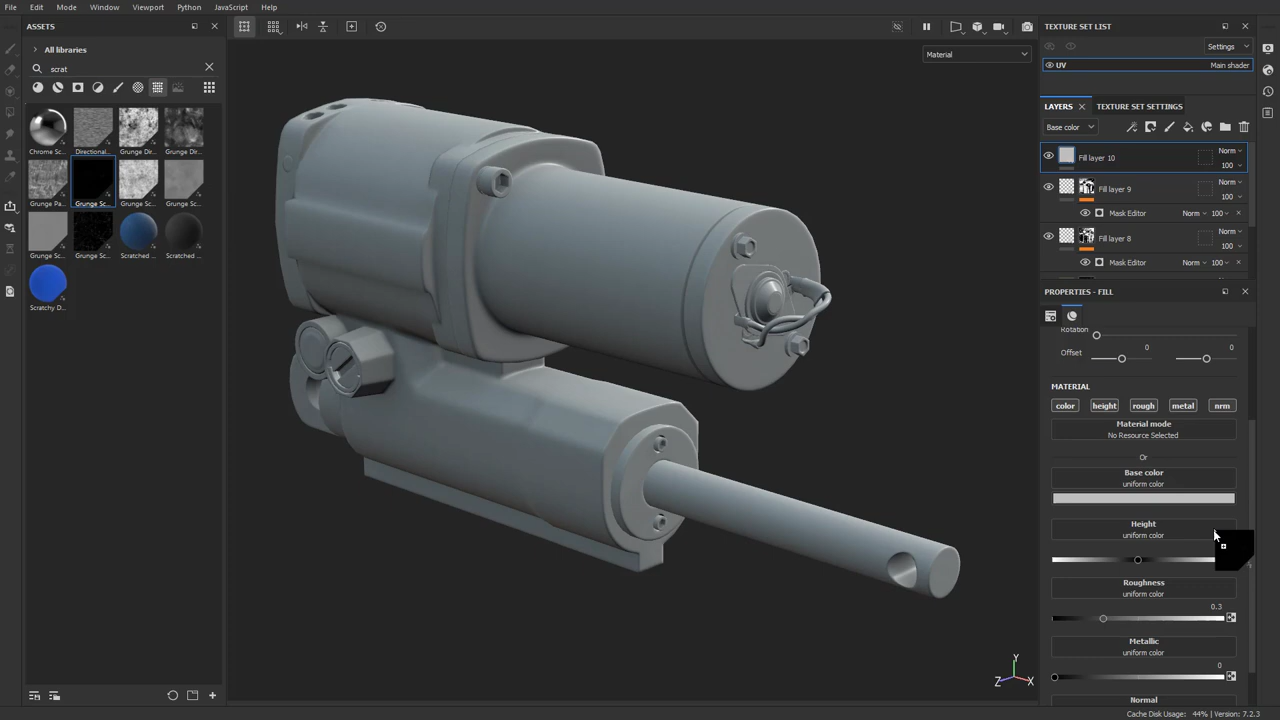 File Edit Mode Window Viewport Python JavaScript Help
ASSETS
All libraries
scrat
Chrome Sc...
Directional...
Grunge Dir...
Grunge Dir...
Grunge Pa...
Grunge Sc...
Grunge Sc...
Grunge Sc...
Grunge Sc...
Grunge Sc...
Scratched ...
Scratched ...
Scratchy D...
Material
Y
Z X
TEXTURE SET LIST
Settings
UV Main shader
LAYERS TEXTURE SET SETTINGS
Base color
Fill layer 10 Norm 100
Fill layer 9 Norm 100
Mask Editor Norm 100
Fill layer 8 Norm 100
Mask Editor Norm 100
PROPERTIES - FILL
Rotation
Offset 0 0
MATERIAL
color height rough metal nrm
Material mode
No Resource Selected
Or
Base color
uniform color
Height
uniform color
Roughness
uniform color
0.3
Metallic
uniform color
0
Normal
Cache Disk Usage: 44% | Version: 7.2.3